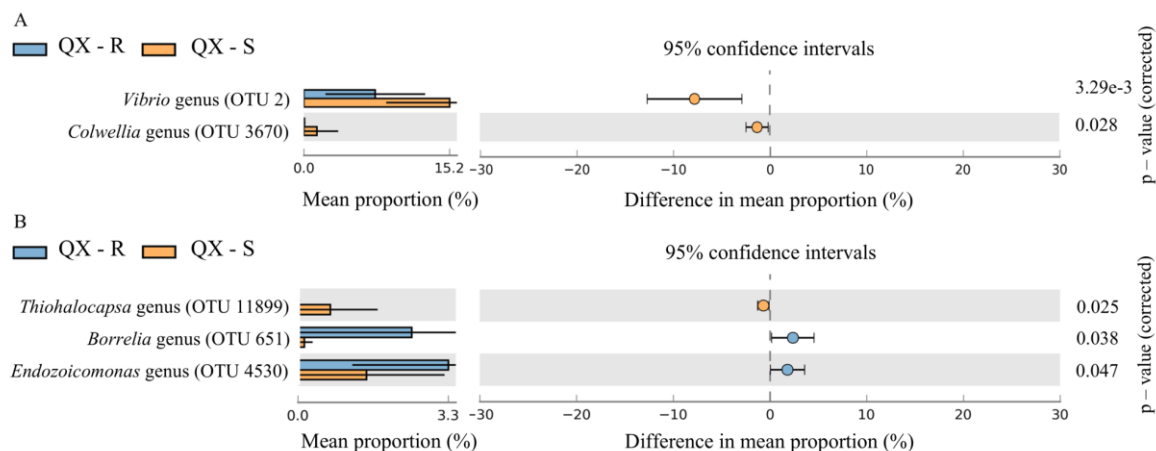 A
QX - R QX - S
95% confidence intervals
Vibrio genus (OTU 2)
3.29e-3
Colwellia genus (OTU 3670)
0.028
p – value (corrected)
0.0 15.2
−30 −20 −10 0 10 20 30
Mean proportion (%)
Difference in mean proportion (%)
B
QX - R QX - S
95% confidence intervals
Thiohalocapsa genus (OTU 11899)
0.025
Borrelia genus (OTU 651)
0.038
Endozoicomonas genus (OTU 4530)
0.047
p – value (corrected)
0.0 3.3
−30 −20 −10 0 10 20 30
Mean proportion (%)
Difference in mean proportion (%)